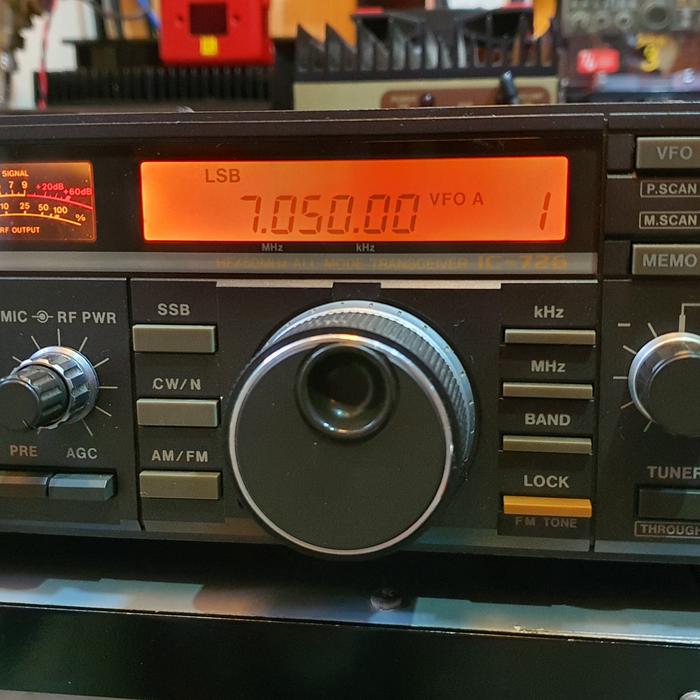 SIGNAL
7 9 +20dB +60dB
10 25 50 100 %
RF OUTPUT
LSB
7.050.00 VFO A 1
MHz kHz
HF/50MHz ALL MODE TRANSCEIVER IC-726
VFO
P.SCAN
M.SCAN
MEMO
MIC RF PWR
PRE AGC
SSB
CW/N
AM/FM
kHz
MHz
BAND
LOCK
FM TONE
TUNER
THROUGH